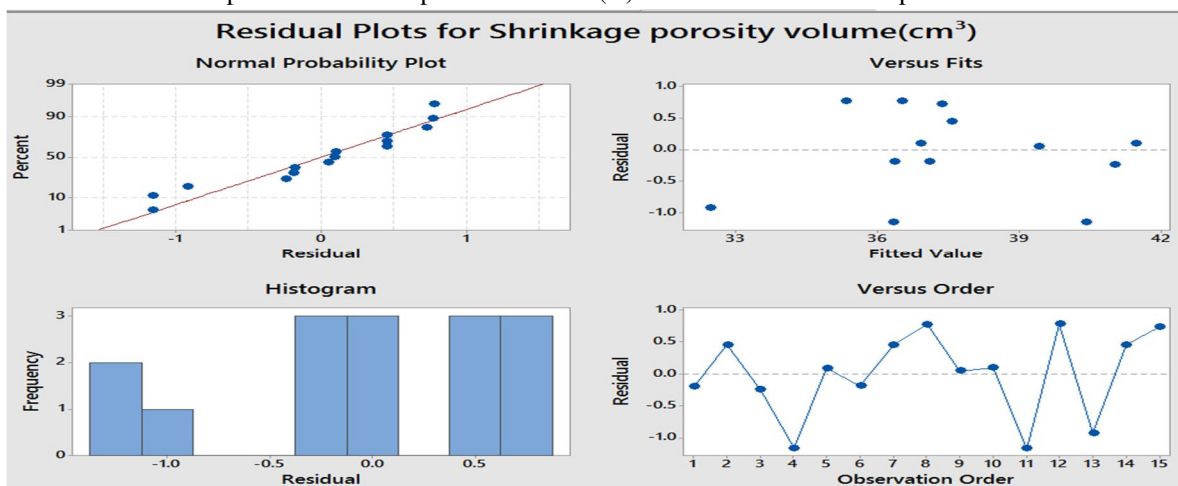 Residual Plots for Shrinkage porosity volume(cm³)
Normal Probability Plot
99
90
50
10
1
Percent
-1
0
1
Residual
Versus Fits
1.0
0.5
0.0
-0.5
-1.0
Residual
33
36
39
42
Fitted Value
Histogram
3
2
1
0
Frequency
-1.0
-0.5
0.0
0.5
Residual
Versus Order
1.0
0.5
0.0
-0.5
-1.0
Residual
1 2 3 4 5 6 7 8 9 10 11 12 13 14 15
Observation Order